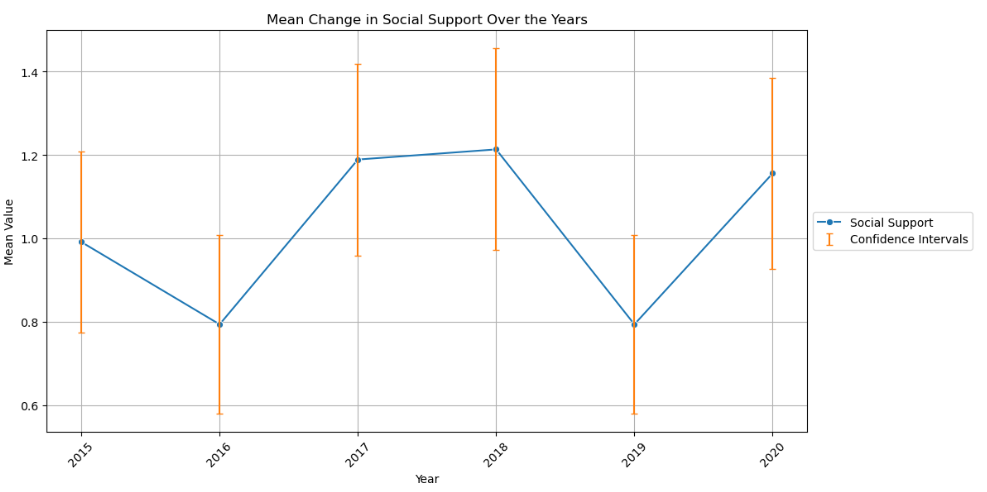 Mean Change in Social Support Over the Years
1.4
1.2
1.0
0.8
0.6
Mean Value
2015
2016
2017
2018
2019
2020
Year
Social Support
Confidence Intervals